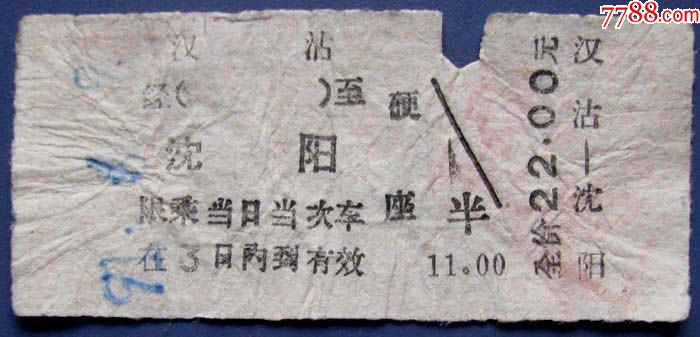 7788.com
汉 沽
经( )至
沈 阳
限乘当日当次车
在3日内到有效
硬
座
半
11.00
全价22.00元
汉沽—沈阳